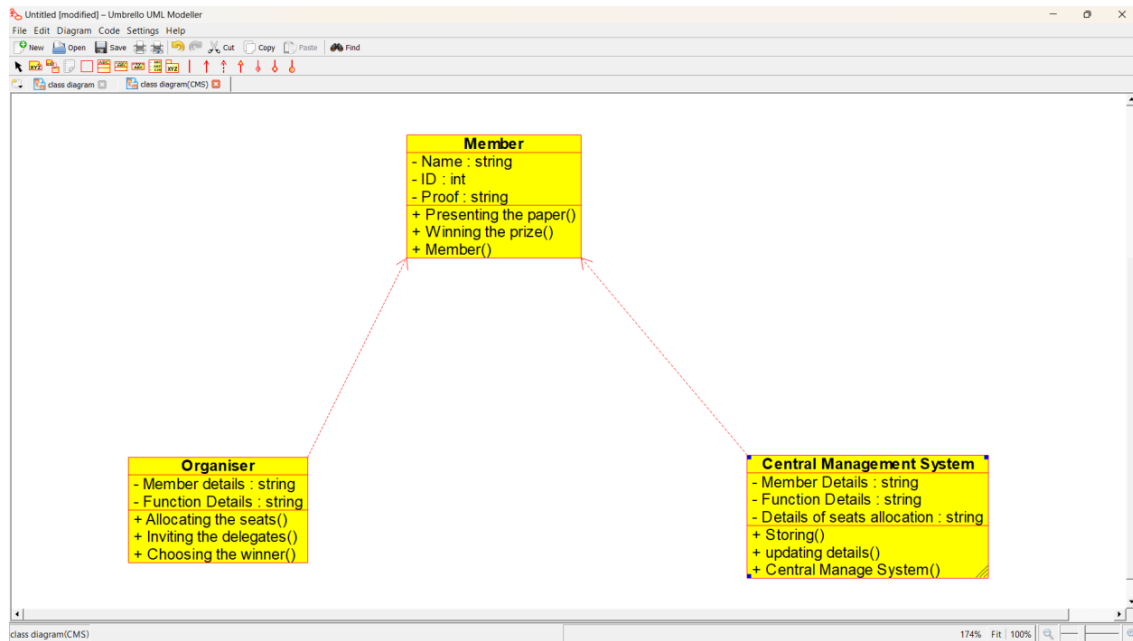 Untitled [modified] – Umbrello UML Modeller
File Edit Diagram Code Settings Help
New Open Save Cut Copy Paste Find
class diagram class diagram(CMS)
Member
- Name : string
- ID : int
- Proof : string
+ Presenting the paper()
+ Winning the prize()
+ Member()
Organiser
- Member details : string
- Function Details : string
+ Allocating the seats()
+ Inviting the delegates()
+ Choosing the winner()
Central Management System
- Member Details : string
- Function Details : string
- Details of seats allocation : string
+ Storing()
+ updating details()
+ Central Manage System()
class diagram(CMS)
174% Fit 100%